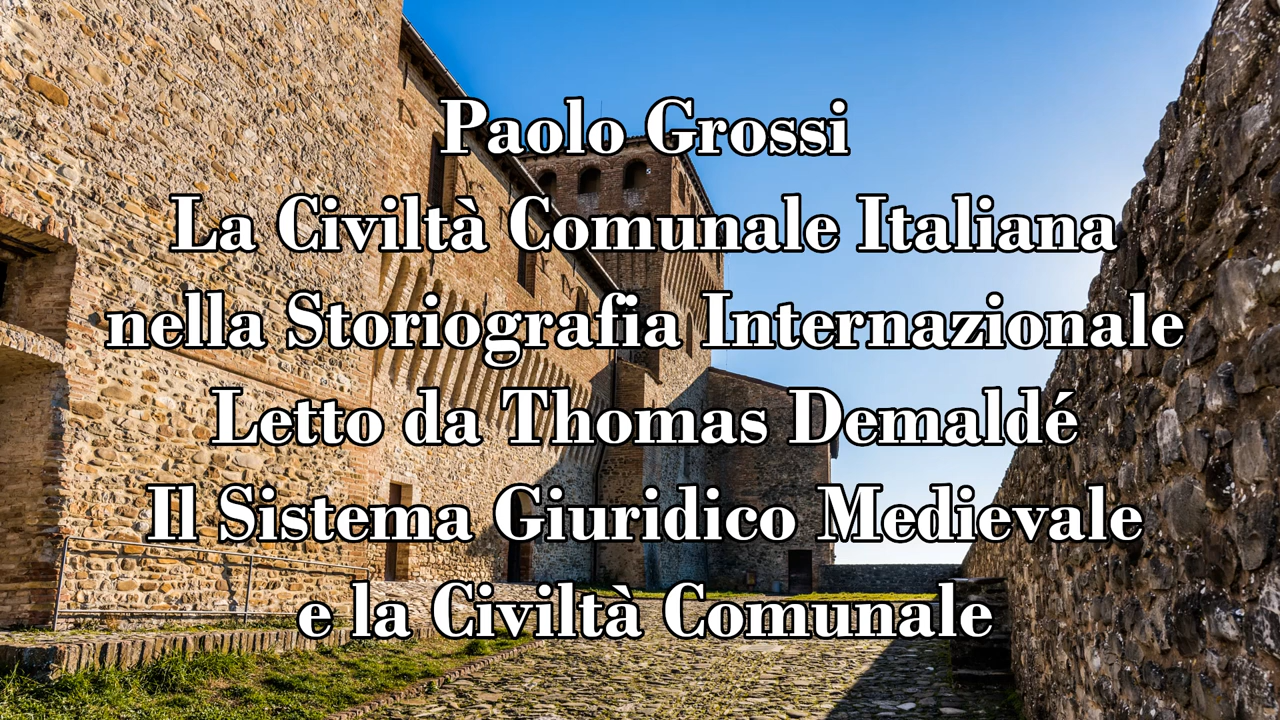 Paolo Grossi
La Civiltà Comunale Italiana
nella Storiografia Internazionale
Letto da Thomas Demaldé
Il Sistema Giuridico Medievale
e la Civiltà Comunale